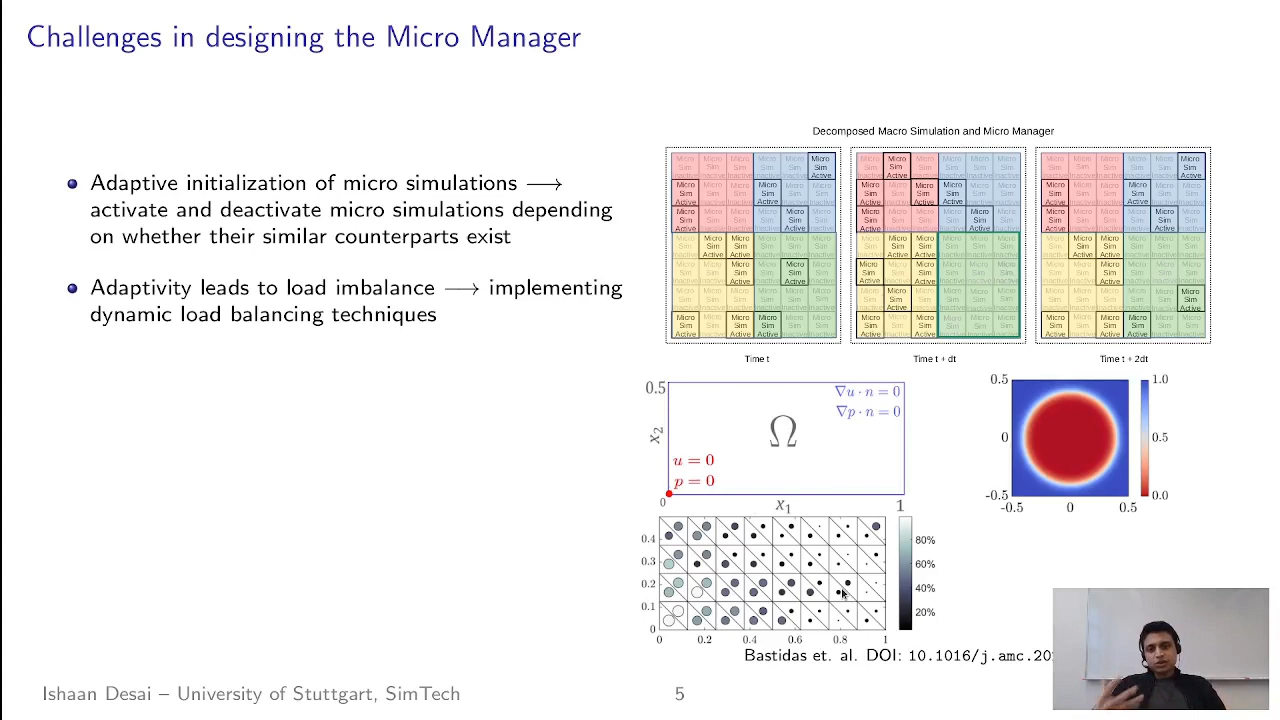 Challenges in designing the Micro Manager
Adaptive initialization of micro simulations →
activate and deactivate micro simulations depending
on whether their similar counterparts exist
Adaptivity leads to load imbalance → implementing
dynamic load balancing techniques
Decomposed Macro Simulation and Micro Manager
Time t
Time t + dt
Time t + 2dt
0.5
x₂
0
x₁
1
Ω
∇u · n = 0
∇p · n = 0
u = 0
p = 0
0.5
0
-0.5
-0.5 0 0.5
1.0
0.5
0.0
0.4
0.3
0.2
0.1
0
0 0.2 0.4 0.6 0.8 1
80%
60%
40%
20%
Bastidas et. al. DOI: 10.1016/j.amc.20
Ishaan Desai – University of Stuttgart, SimTech
5